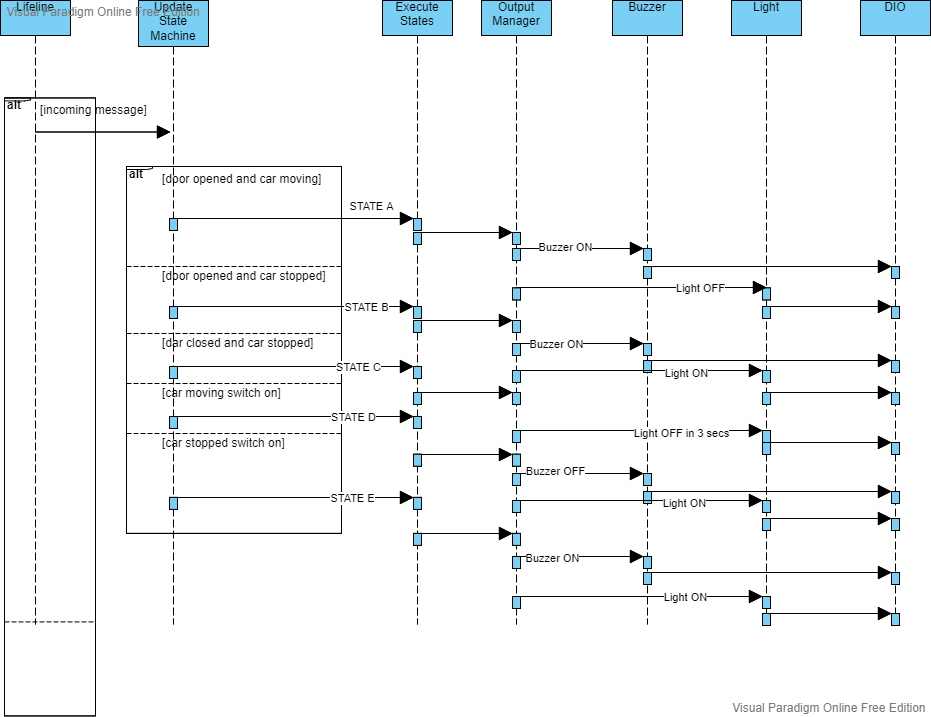 Visual Paradigm Online Free Edition
Lifeline
Update
State
Machine
Execute
States
Output
Manager
Buzzer
Light
DIO
alt
[incoming message]
alt
[door opened and car moving]
STATE A
Buzzer ON
[door opened and car stopped]
Light OFF
STATE B
[dar closed and car stopped]
Buzzer ON
STATE C
Light ON
[car moving switch on]
STATE D
Light OFF in 3 secs
[car stopped switch on]
Buzzer OFF
STATE E
Light ON
Buzzer ON
Light ON
Visual Paradigm Online Free Edition